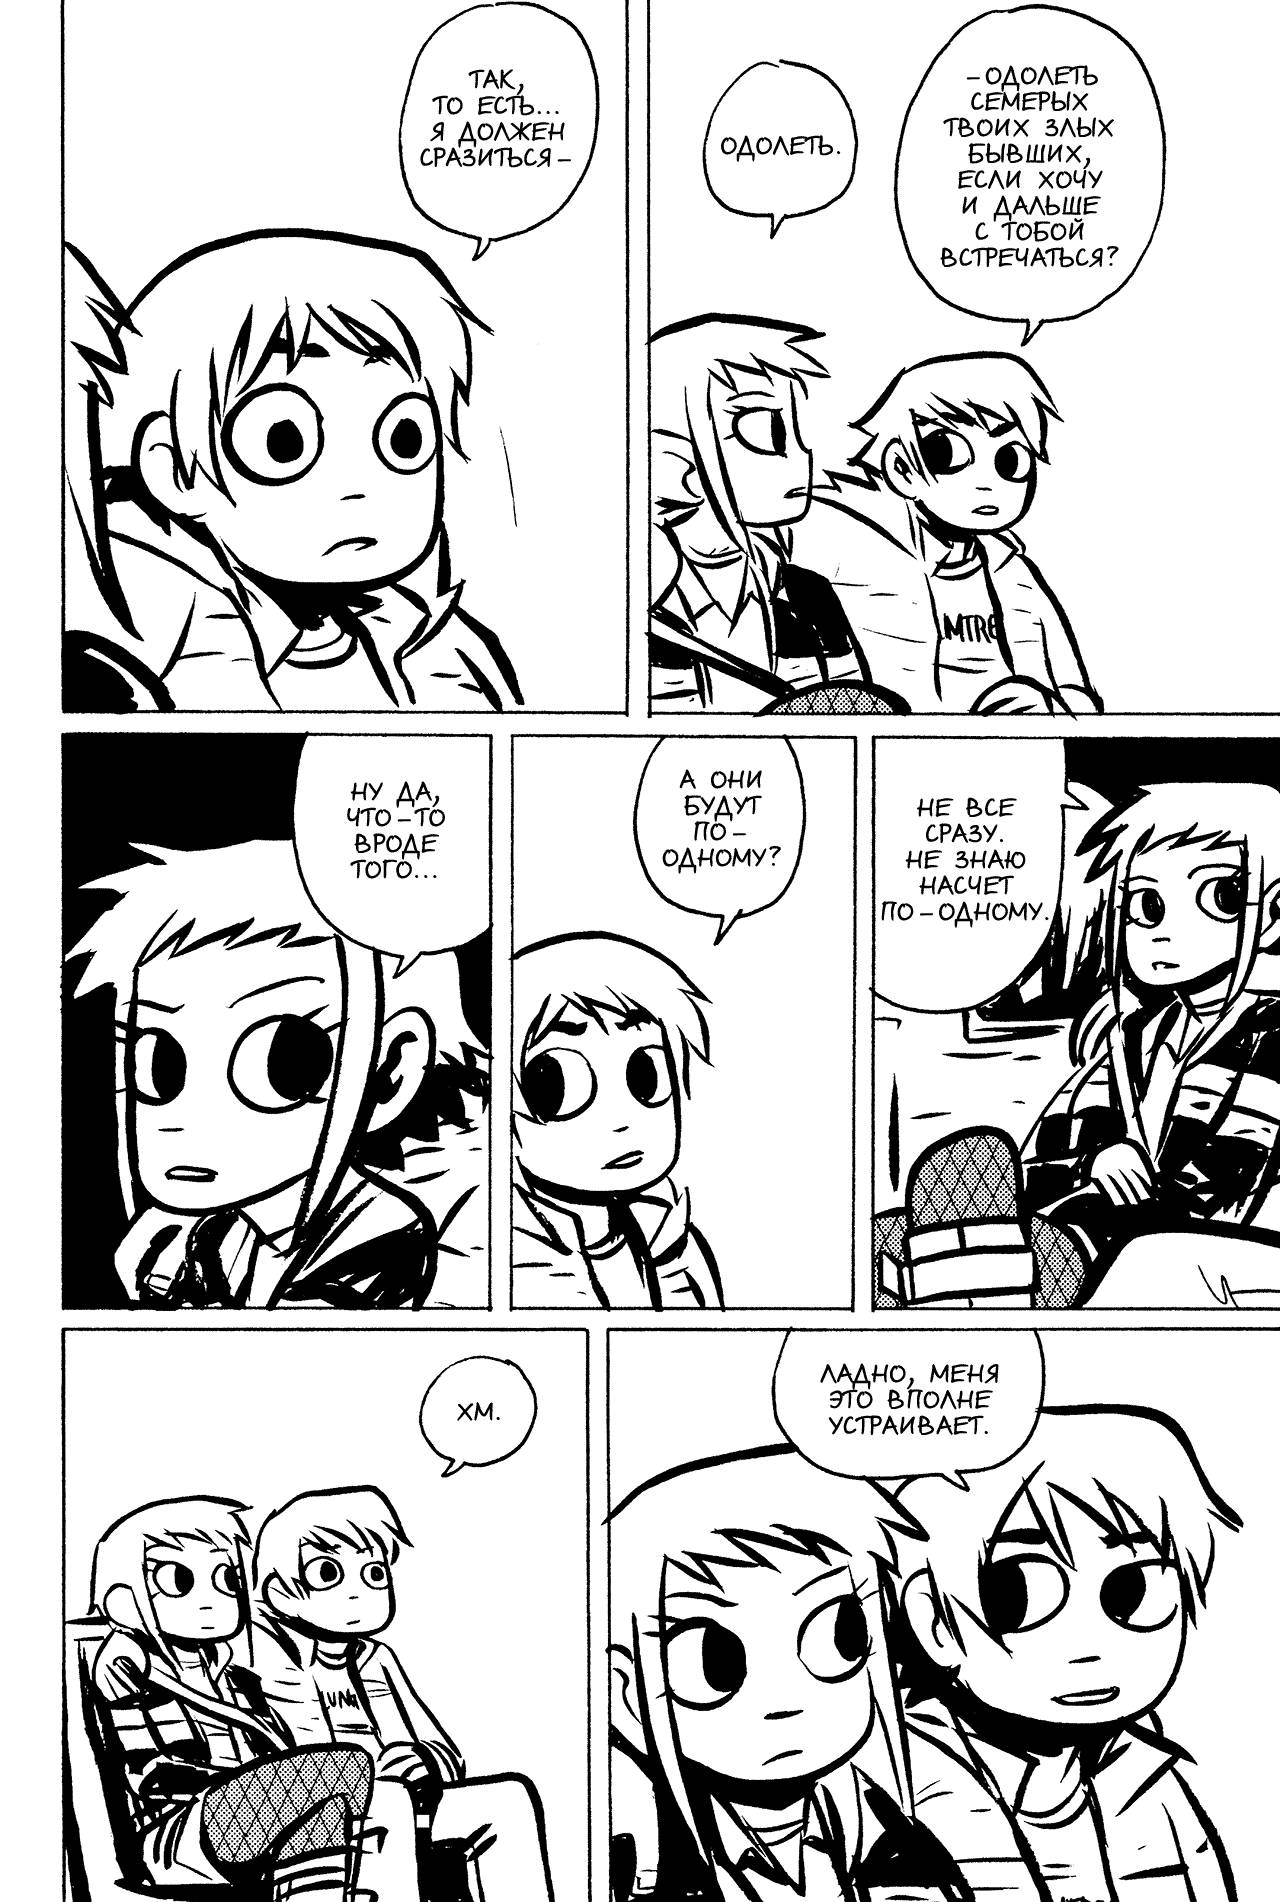 ТАК,
ТО ЕСТЬ...
Я ДОЛЖЕН
СРАЗИТЬСЯ –
ОДОЛЕТЬ.
– ОДОЛЕТЬ
СЕМЕРЫХ
ТВОИХ ЗЛЫХ
БЫВШИХ,
ЕСЛИ ХОЧУ
И ДАЛЬШЕ
С ТОБОЙ
ВСТРЕЧАТЬСЯ?
НУ ДА,
ЧТО – ТО
ВРОДЕ
ТОГО...
А ОНИ
БУДУТ
ПО –
ОДНОМУ?
НЕ ВСЕ
СРАЗУ.
НЕ ЗНАЮ
НАСЧЕТ
ПО – ОДНОМУ.
ХМ.
ЛАДНО, МЕНЯ
ЭТО ВПОЛНЕ
УСТРАИВАЕТ.